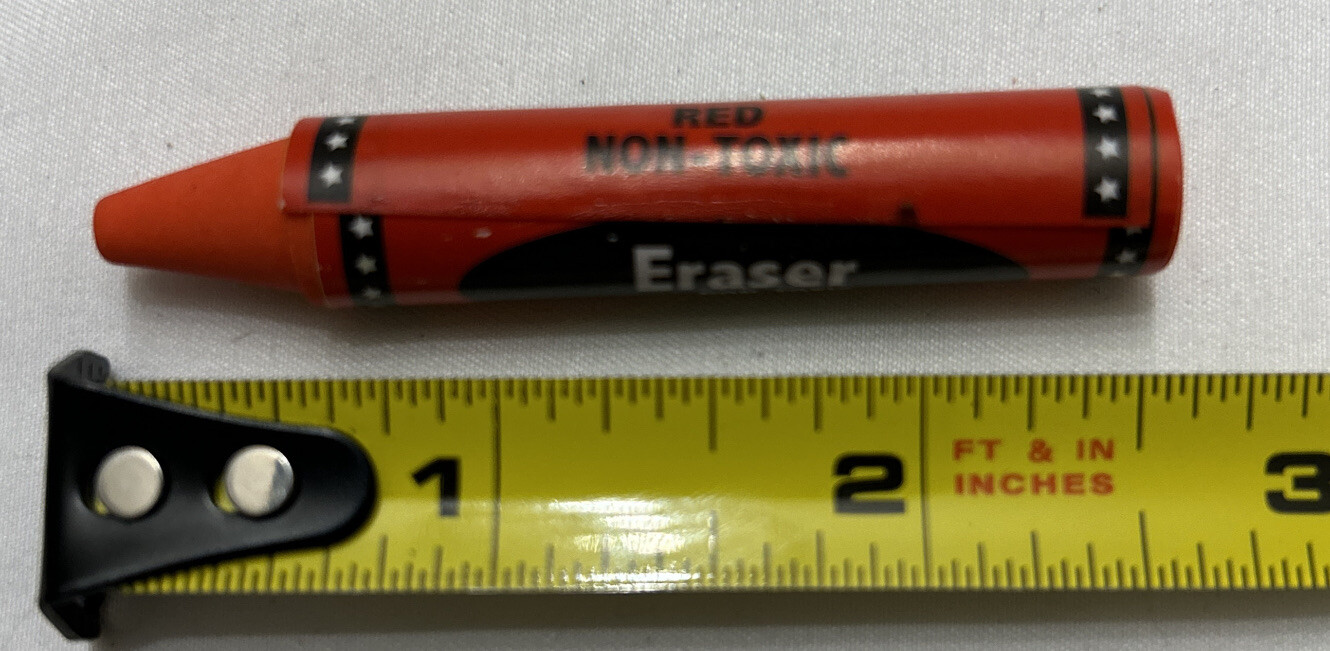 RED
NON-TOXIC
Eraser
1
2
FT & IN
INCHES
3